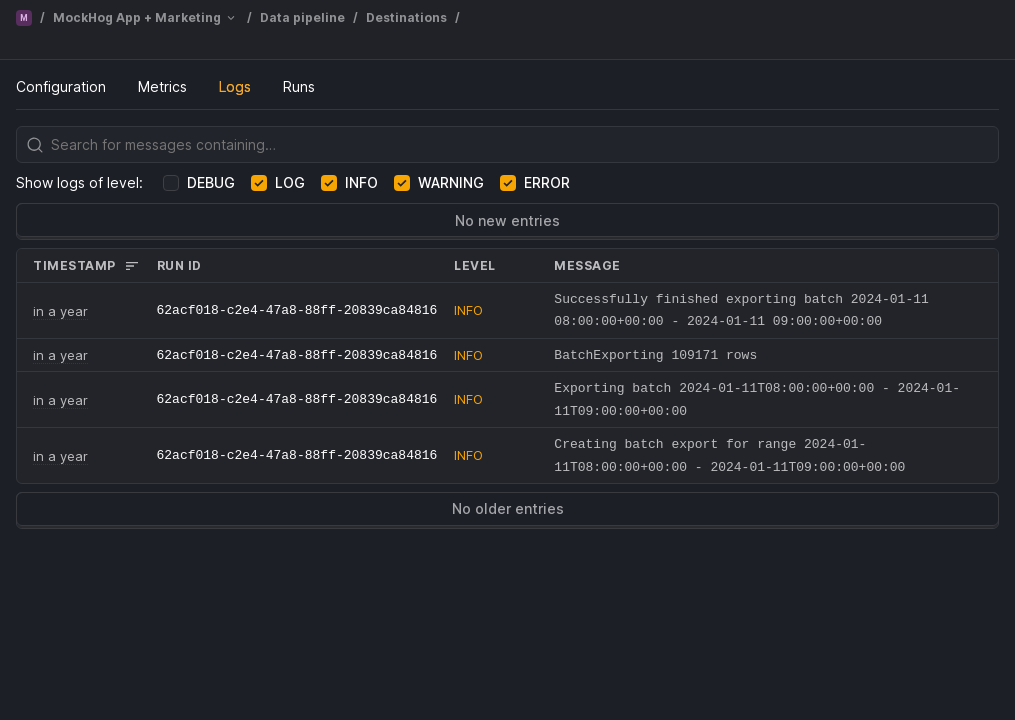 M / MockHog App + Marketing / Data pipeline / Destinations /
Configuration Metrics Logs Runs
Search for messages containing…
Show logs of level: DEBUG LOG INFO WARNING ERROR
No new entries
TIMESTAMP RUN ID LEVEL MESSAGE
in a year 62acf018-c2e4-47a8-88ff-20839ca84816 INFO Successfully finished exporting batch 2024-01-11
08:00:00+00:00 - 2024-01-11 09:00:00+00:00
in a year 62acf018-c2e4-47a8-88ff-20839ca84816 INFO BatchExporting 109171 rows
in a year 62acf018-c2e4-47a8-88ff-20839ca84816 INFO Exporting batch 2024-01-11T08:00:00+00:00 - 2024-01-
11T09:00:00+00:00
in a year 62acf018-c2e4-47a8-88ff-20839ca84816 INFO Creating batch export for range 2024-01-
11T08:00:00+00:00 - 2024-01-11T09:00:00+00:00
No older entries